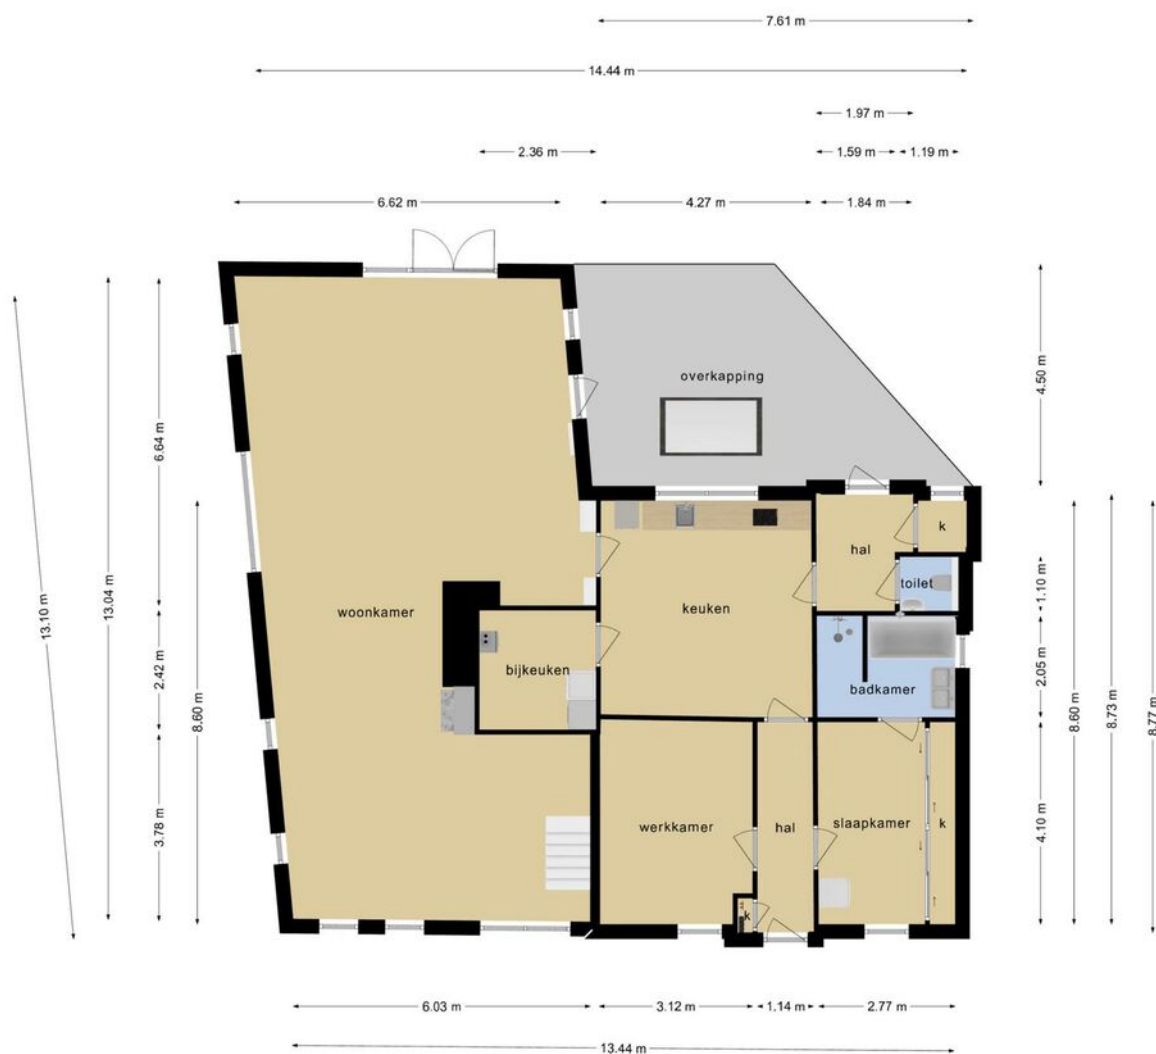 7.61 m
14.44 m
1.97 m
2.36 m
1.59 m
1.19 m
6.62 m
4.27 m
1.84 m
overkapping
4.50 m
6.64 m
13.10 m
13.04 m
8.60 m
woonkamer
keuken
hal
k
toilet
1.10 m
2.42 m
bijkeuken
badkamer
2.05 m
8.60 m
8.73 m
8.77 m
3.78 m
werkkamer
hal
slaapkamer
k
4.10 m
k
6.03 m
3.12 m
1.14 m
2.77 m
13.44 m